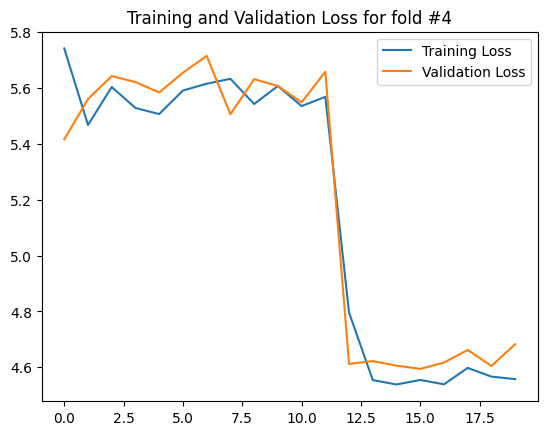 Training and Validation Loss for fold #4
Training Loss
Validation Loss
5.8
5.6
5.4
5.2
5.0
4.8
4.6
0.0 2.5 5.0 7.5 10.0 12.5 15.0 17.5